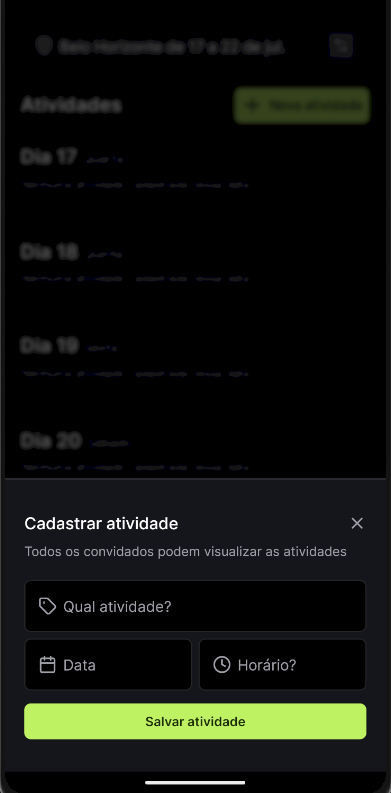 Belo Horizonte de 17 a 22 de jul.
Atividades
Nova atividade
Dia 17
Dia 18
Dia 19
Dia 20
Cadastrar atividade
Todos os convidados podem visualizar as atividades
Qual atividade?
Data
Horário?
Salvar atividade